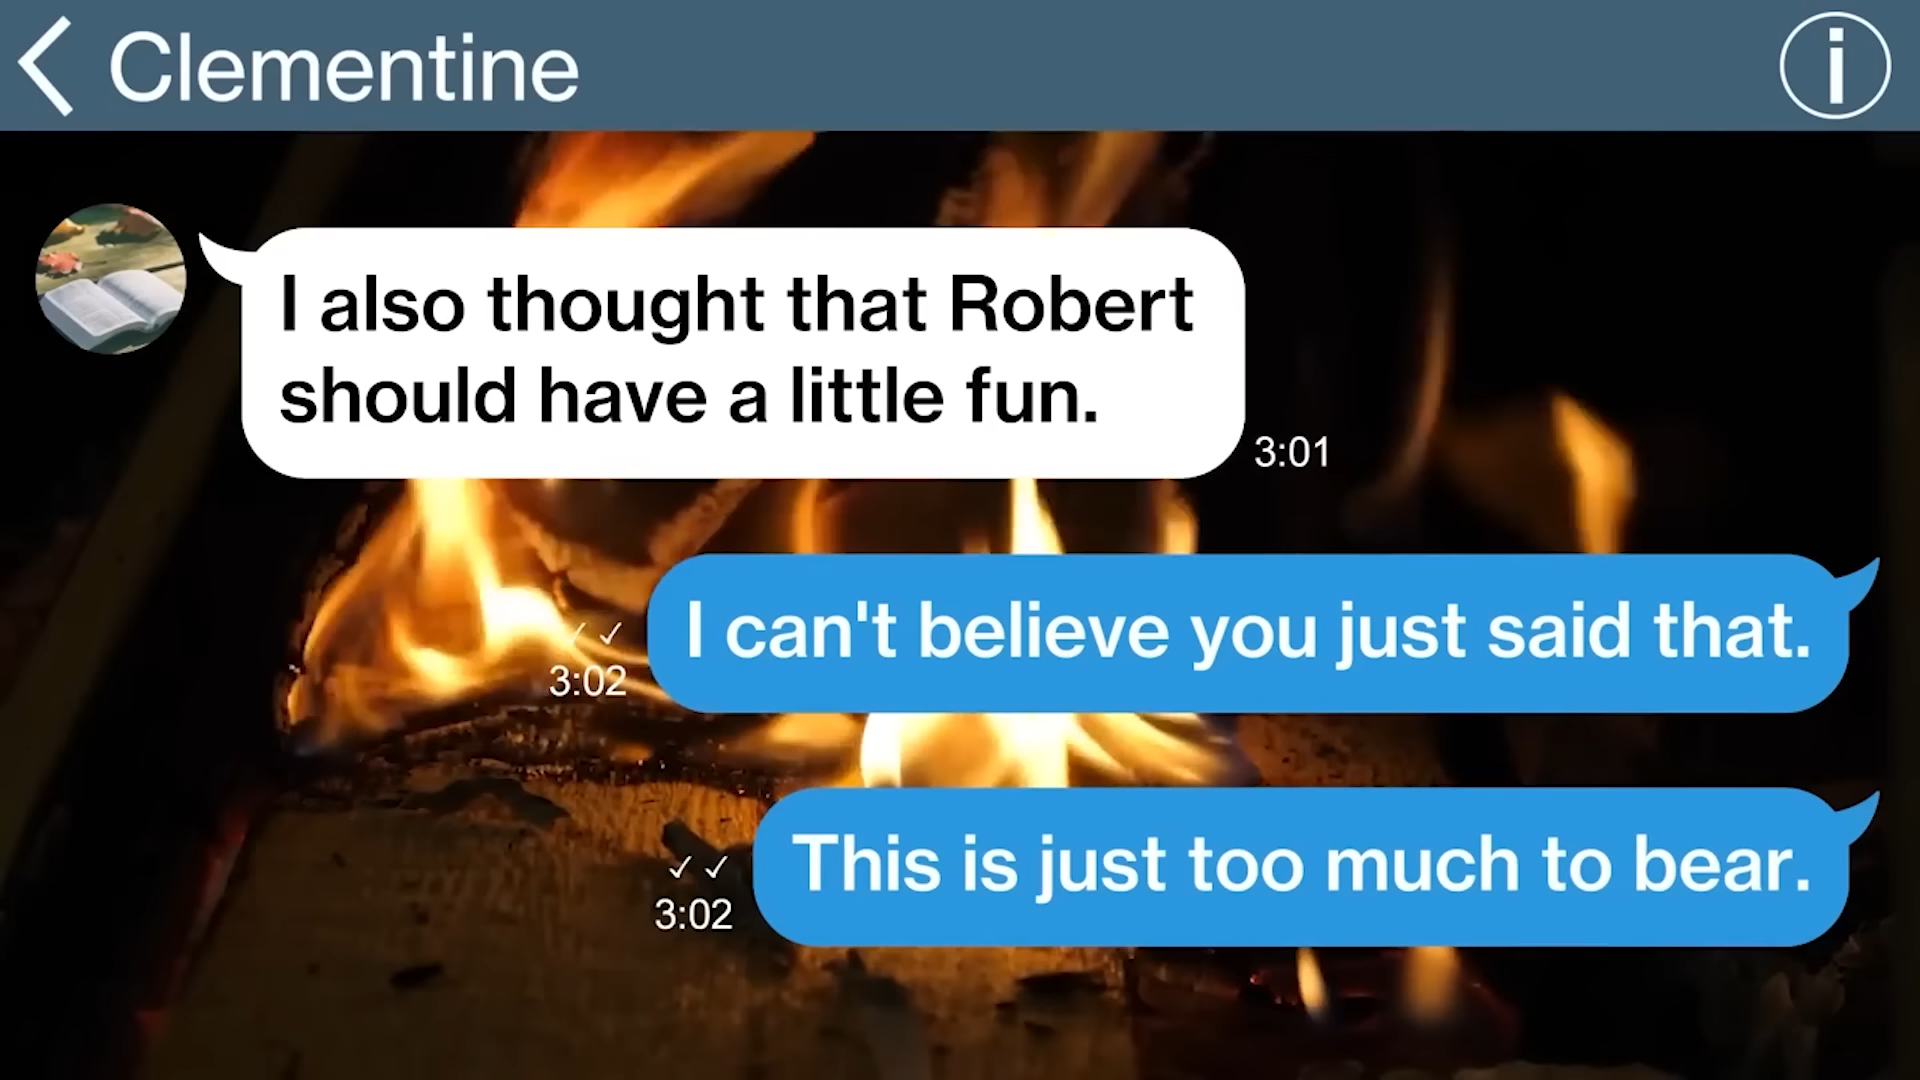 Clementine
I also thought that Robert
should have a little fun.
3:01
I can't believe you just said that.
3:02
This is just too much to bear.
3:02